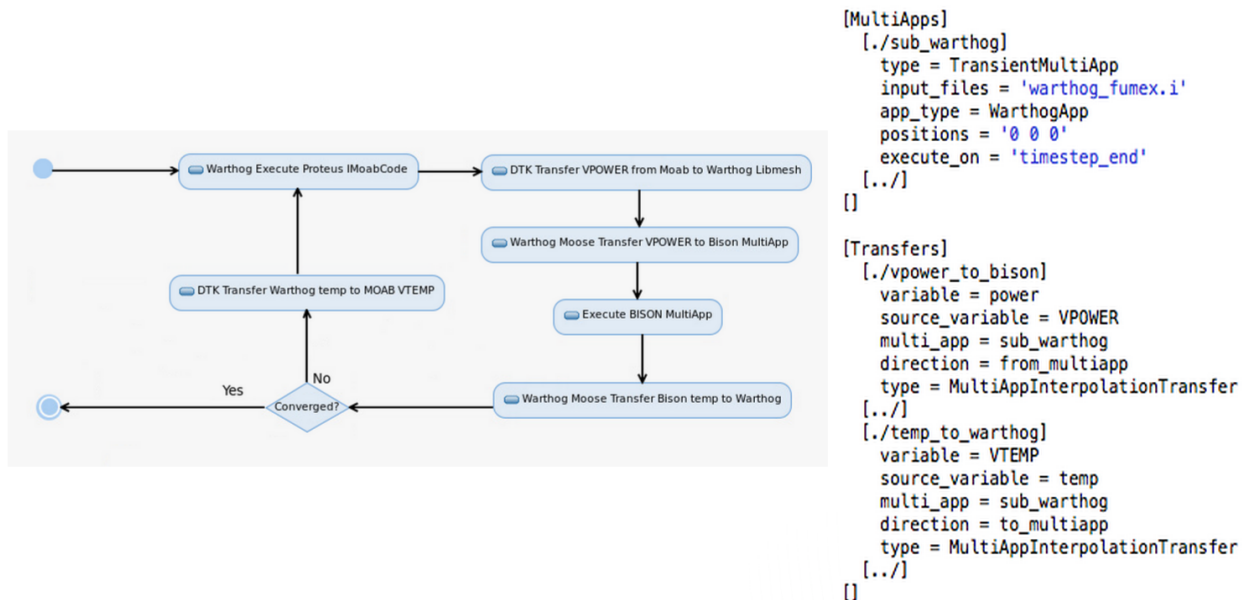 Warthog Execute Proteus IMoabCode
DTK Transfer VPOWER from Moab to Warthog Libmesh
Warthog Moose Transfer VPOWER to Bison MultiApp
DTK Transfer Warthog temp to MOAB VTEMP
Execute BISON MultiApp
No
Yes
Converged?
Warthog Moose Transfer Bison temp to Warthog
[MultiApps]
[./sub_warthog]
type = TransientMultiApp
input_files = 'warthog_fumex.i'
app_type = WarthogApp
positions = '0 0 0'
execute_on = 'timestep_end'
[../]
[]
[Transfers]
[./vpower_to_bison]
variable = power
source_variable = VPOWER
multi_app = sub_warthog
direction = from_multiapp
type = MultiAppInterpolationTransfer
[../]
[./temp_to_warthog]
variable = VTEMP
source_variable = temp
multi_app = sub_warthog
direction = to_multiapp
type = MultiAppInterpolationTransfer
[../]
[]